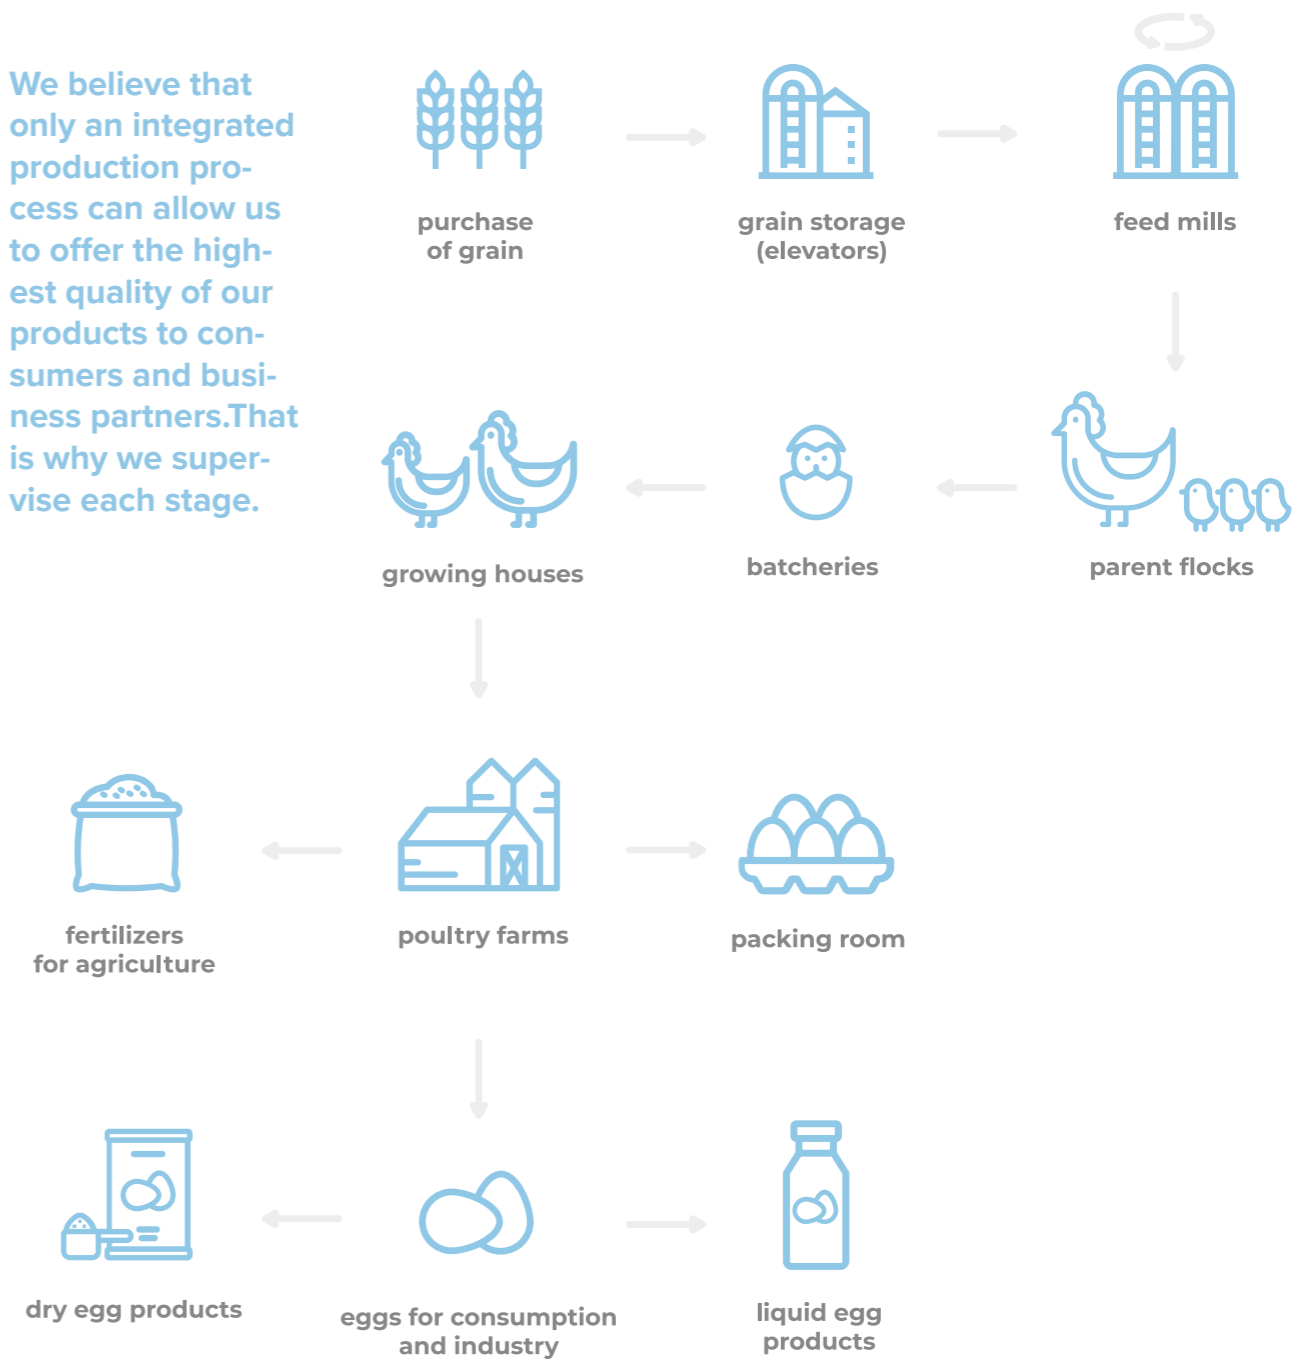 We believe that
only an integrated
production pro-
cess can allow us
to offer the high-
est quality of our
products to con-
sumers and busi-
ness partners.That
is why we super-
vise each stage.
purchase
of grain
grain storage
(elevators)
feed mills
growing houses
batcheries
parent flocks
fertilizers
for agriculture
poultry farms
packing room
dry egg products
eggs for consumption
and industry
liquid egg
products